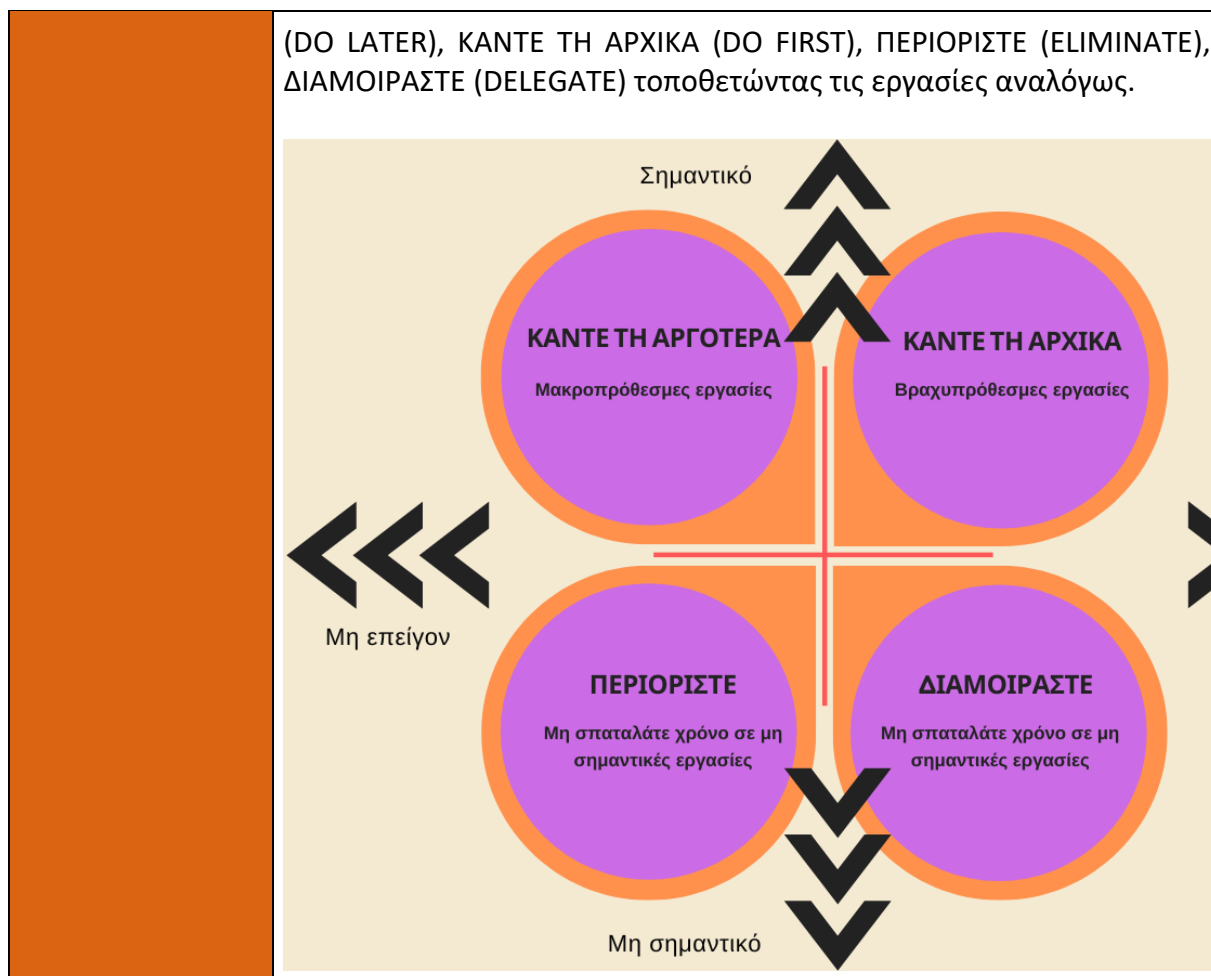 (DO LATER), ΚΑΝΤΕ ΤΗ ΑΡΧΙΚΑ (DO FIRST), ΠΕΡΙΟΡΙΣΤΕ (ELIMINATE),
ΔΙΑΜΟΙΡΑΣΤΕ (DELEGATE) τοποθετώντας τις εργασίες αναλόγως.
Σημαντικό
ΚΑΝΤΕ ΤΗ ΑΡΓΟΤΕΡΑ
Μακροπρόθεσμες εργασίες
ΚΑΝΤΕ ΤΗ ΑΡΧΙΚΑ
Βραχυπρόθεσμες εργασίες
Μη επείγον
ΠΕΡΙΟΡΙΣΤΕ
Μη σπαταλάτε χρόνο σε μη
σημαντικές εργασίες
ΔΙΑΜΟΙΡΑΣΤΕ
Μη σπαταλάτε χρόνο σε μη
σημαντικές εργασίες
Μη σημαντικό